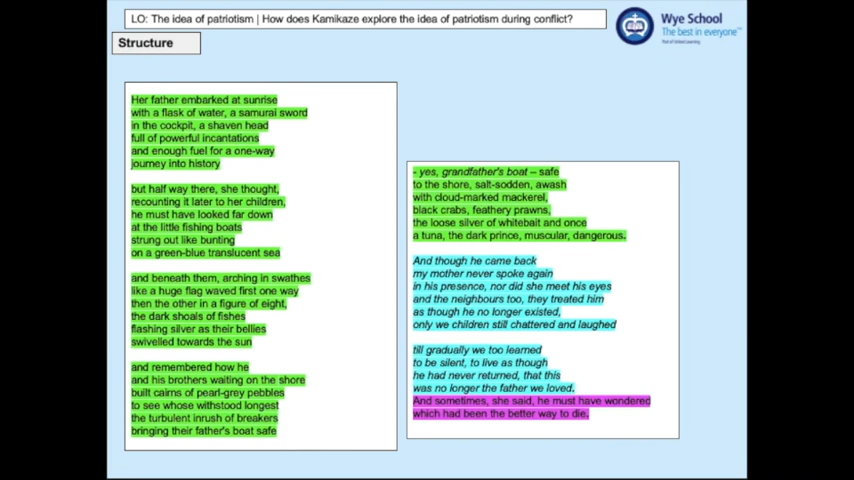 LO: The idea of patriotism | How does Kamikaze explore the idea of patriotism during conflict?
Wye School
The best in everyone™
Part of United Learning
Structure
Her father embarked at sunrise
with a flask of water, a samurai sword
in the cockpit, a shaven head
full of powerful incantations
and enough fuel for a one-way
journey into history
but half way there, she thought,
recounting it later to her children,
he must have looked far down
at the little fishing boats
strung out like bunting
on a green-blue translucent sea
and beneath them, arching in swathes
like a huge flag waved first one way
then the other in a figure of eight,
the dark shoals of fishes
flashing silver as their bellies
swivelled towards the sun
and remembered how he
and his brothers waiting on the shore
built cairns of pearl-grey pebbles
to see whose withstood longest
the turbulent inrush of breakers
bringing their father's boat safe
- yes, grandfather's boat – safe
to the shore, salt-sodden, awash
with cloud-marked mackerel,
black crabs, feathery prawns,
the loose silver of whitebait and once
a tuna, the dark prince, muscular, dangerous.
And though he came back
my mother never spoke again
in his presence, nor did she meet his eyes
and the neighbours too, they treated him
as though he no longer existed,
only we children still chattered and laughed
till gradually we too learned
to be silent, to live as though
he had never returned, that this
was no longer the father we loved.
And sometimes, she said, he must have wondered
which had been the better way to die.